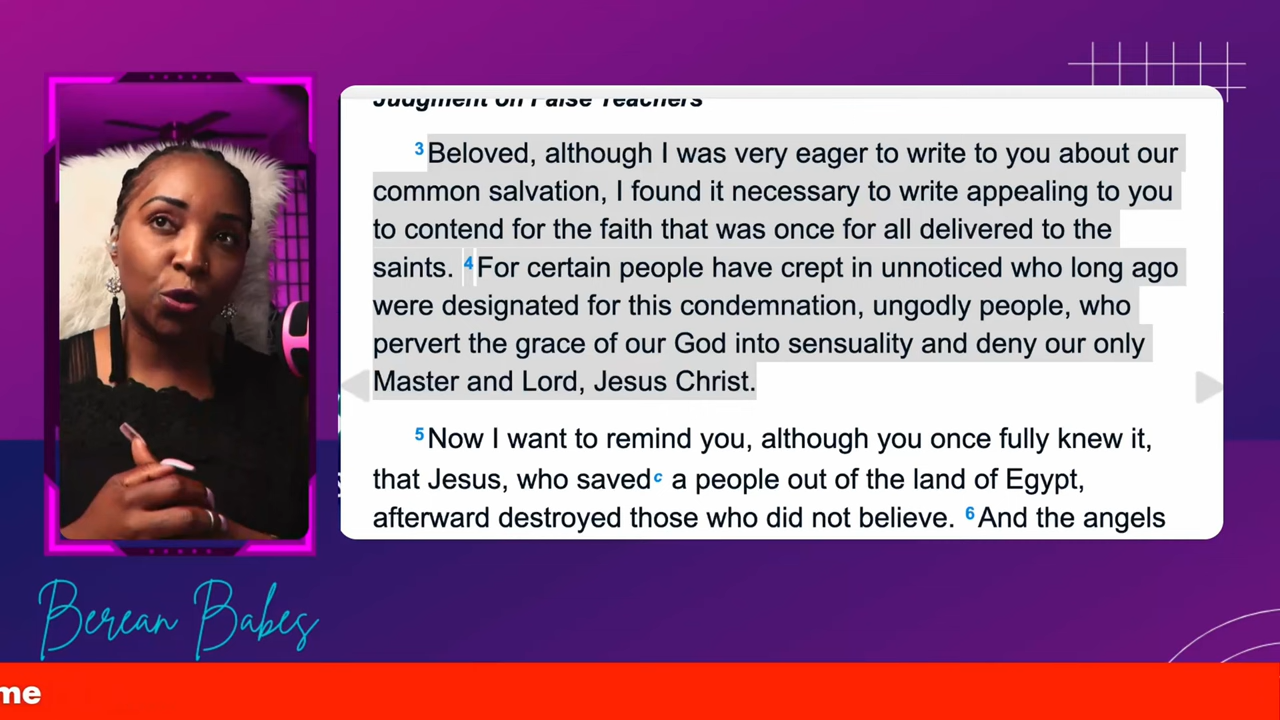 Judgment on False Teachers
3 Beloved, although I was very eager to write to you about our
common salvation, I found it necessary to write appealing to you
to contend for the faith that was once for all delivered to the
saints. 4 For certain people have crept in unnoticed who long ago
were designated for this condemnation, ungodly people, who
pervert the grace of our God into sensuality and deny our only
Master and Lord, Jesus Christ.
5 Now I want to remind you, although you once fully knew it,
that Jesus, who saved c a people out of the land of Egypt,
afterward destroyed those who did not believe. 6 And the angels
Berean Babes
me